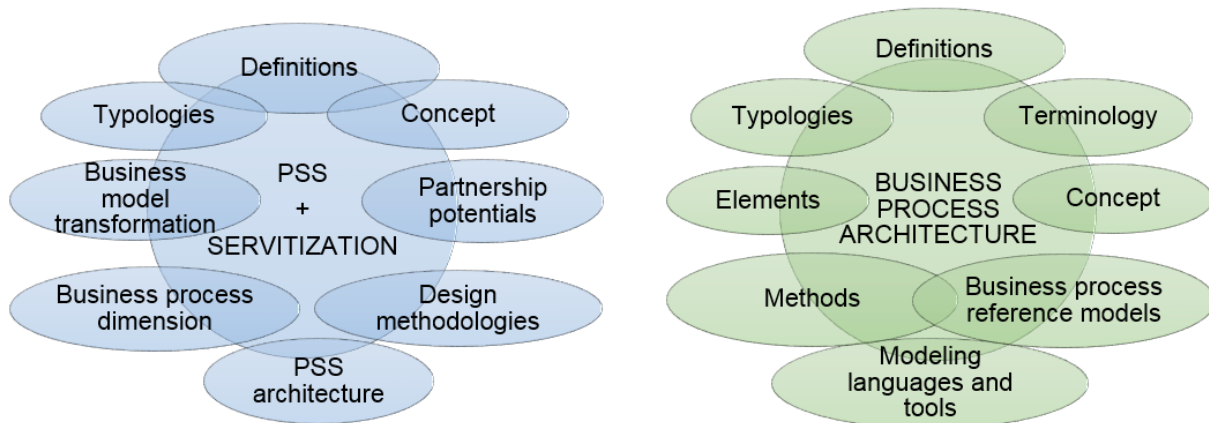 Definitions
Typologies
Concept
Business
model
transformation
PSS
+
SERVITIZATION
Partnership
potentials
Business process
dimension
Design
methodologies
PSS
architecture
Definitions
Typologies
Terminology
Elements
BUSINESS
PROCESS
ARCHITECTURE
Concept
Methods
Business process
reference models
Modeling
languages and
tools